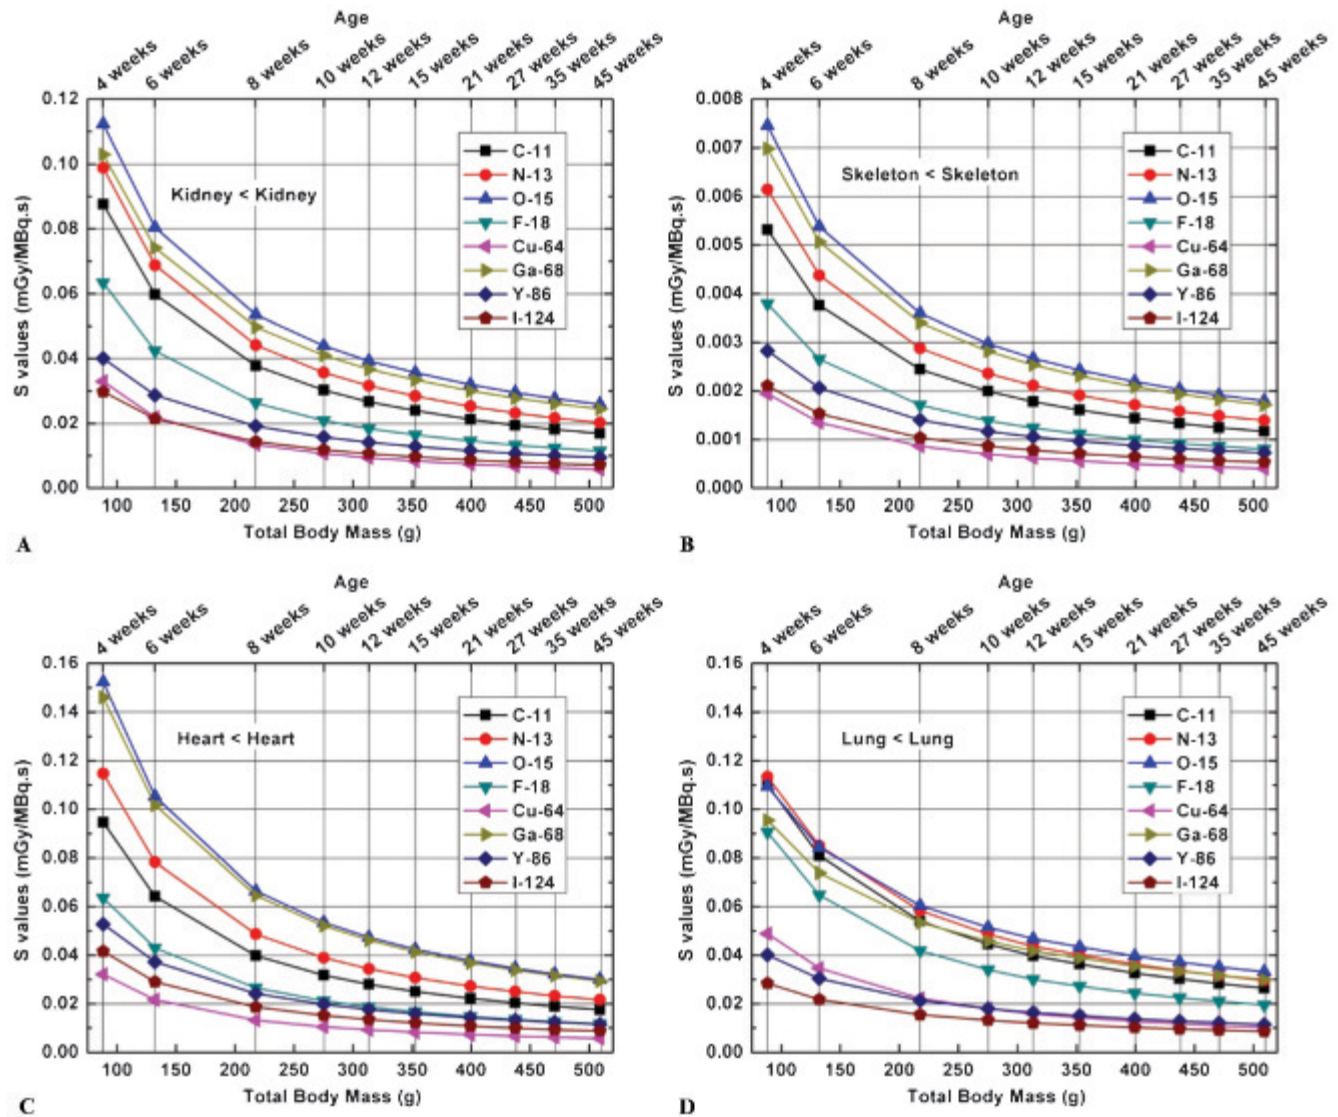 Age
4 weeks
6 weeks
8 weeks
10 weeks
12 weeks
15 weeks
21 weeks
27 weeks
35 weeks
45 weeks
0.12
0.10
0.08
0.06
0.04
0.02
0.00
S values (mGy/MBq.s)
Kidney < Kidney
C-11
N-13
O-15
F-18
Cu-64
Ga-68
Y-86
I-124
100 150 200 250 300 350 400 450 500
Total Body Mass (g)
A
Age
4 weeks
6 weeks
8 weeks
10 weeks
12 weeks
15 weeks
21 weeks
27 weeks
35 weeks
45 weeks
0.008
0.007
0.006
0.005
0.004
0.003
0.002
0.001
0.000
S values (mGy/MBq.s)
Skeleton < Skeleton
C-11
N-13
O-15
F-18
Cu-64
Ga-68
Y-86
I-124
100 150 200 250 300 350 400 450 500
Total Body Mass (g)
B
Age
4 weeks
6 weeks
8 weeks
10 weeks
12 weeks
15 weeks
21 weeks
27 weeks
35 weeks
45 weeks
0.16
0.14
0.12
0.10
0.08
0.06
0.04
0.02
0.00
S values (mGy/MBq.s)
Heart < Heart
C-11
N-13
O-15
F-18
Cu-64
Ga-68
Y-86
I-124
100 150 200 250 300 350 400 450 500
Total Body Mass (g)
C
Age
4 weeks
6 weeks
8 weeks
10 weeks
12 weeks
15 weeks
21 weeks
27 weeks
35 weeks
45 weeks
0.16
0.14
0.12
0.10
0.08
0.06
0.04
0.02
0.00
S values (mGy/MBq.s)
Lung < Lung
C-11
N-13
O-15
F-18
Cu-64
Ga-68
Y-86
I-124
100 150 200 250 300 350 400 450 500
Total Body Mass (g)
D